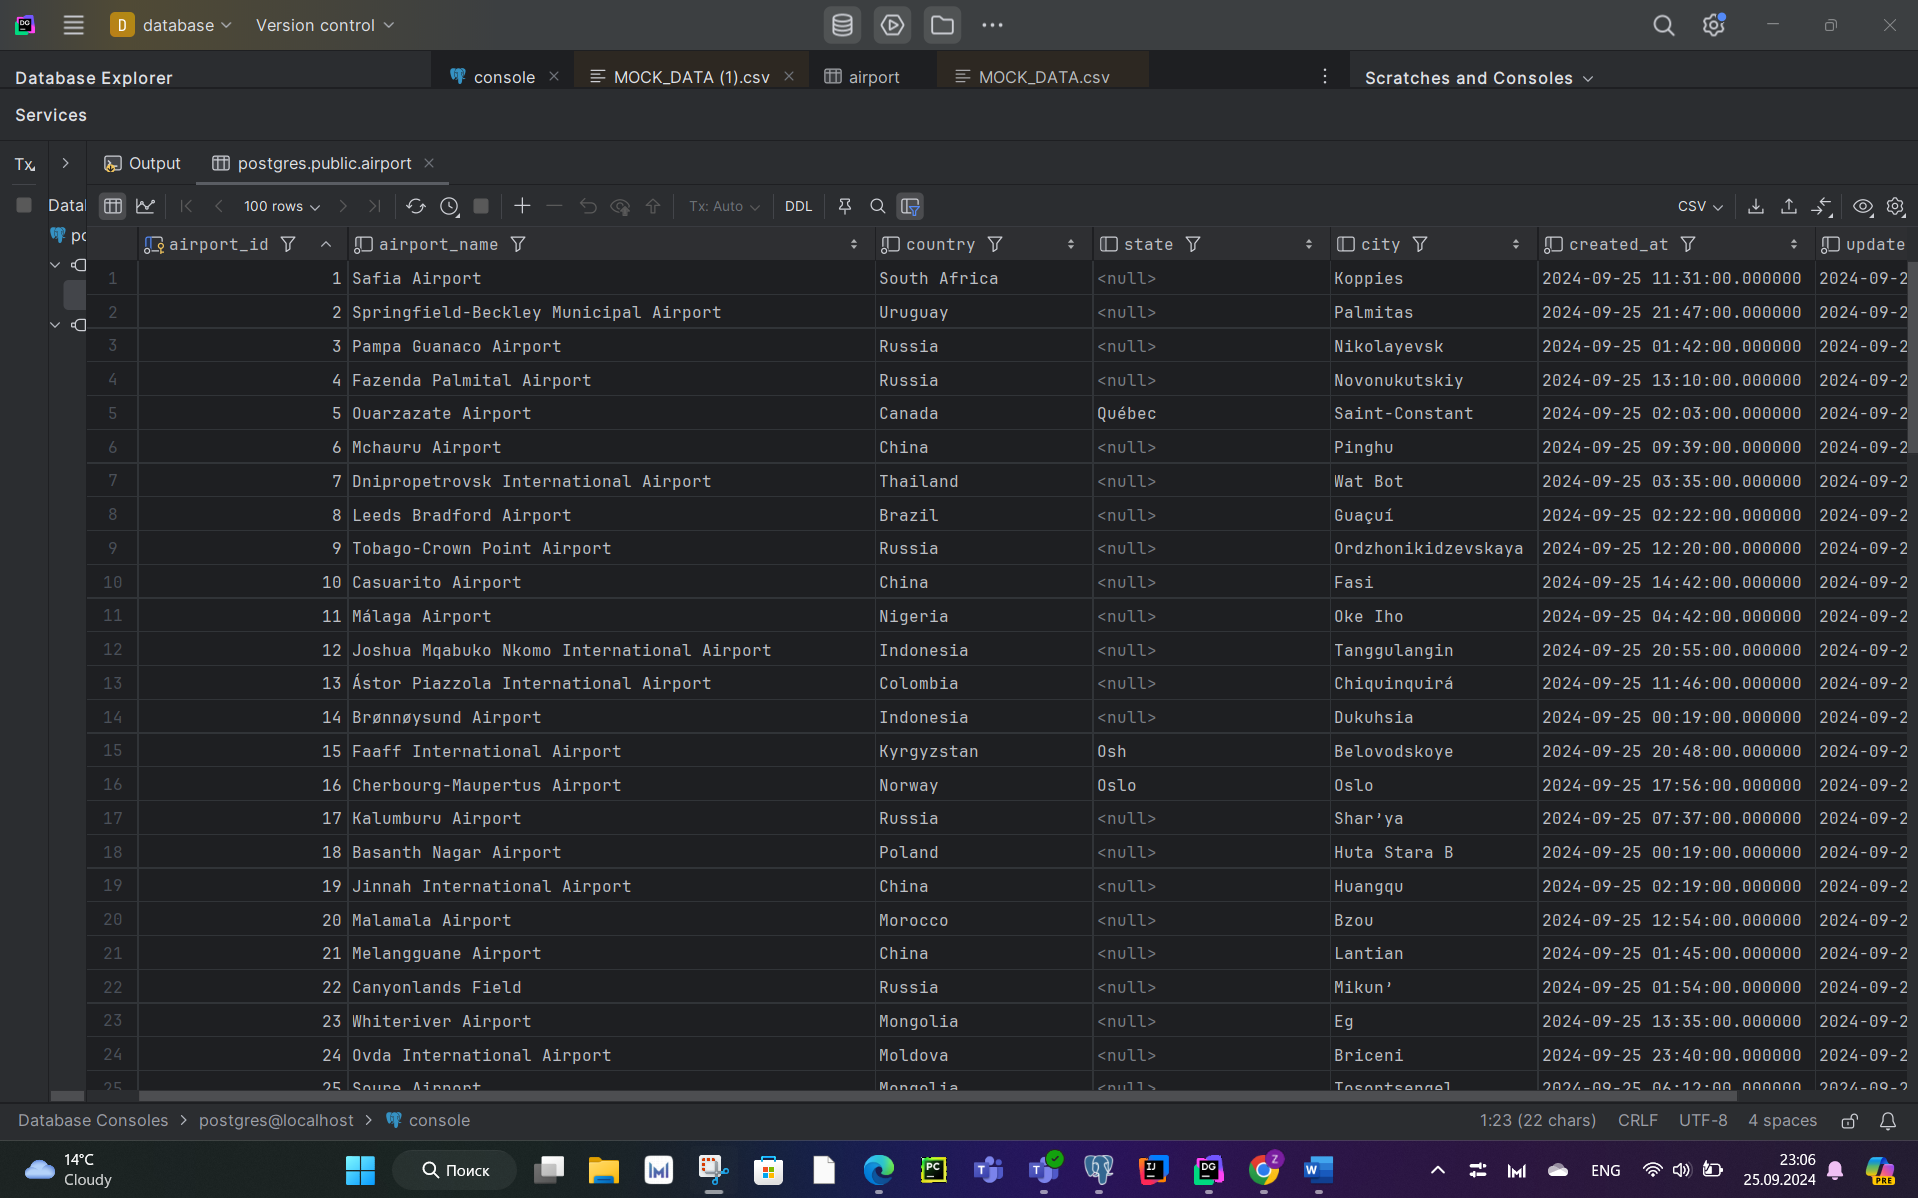 D database Version control
Database Explorer console MOCK_DATA (1).csv airport MOCK_DATA.csv Scratches and Consoles
Services
Tx Output postgres.public.airport
100 rows Tx: Auto DDL CSV
airport_id airport_name country state city created_at update
1 1 Safia Airport South Africa <null> Koppies 2024-09-25 11:31:00.000000 2024-09-2
2 2 Springfield-Beckley Municipal Airport Uruguay <null> Palmitas 2024-09-25 21:47:00.000000 2024-09-2
3 3 Pampa Guanaco Airport Russia <null> Nikolayevsk 2024-09-25 01:42:00.000000 2024-09-2
4 4 Fazenda Palmital Airport Russia <null> Novonukutskiy 2024-09-25 13:10:00.000000 2024-09-2
5 5 Ouarzazate Airport Canada Québec Saint-Constant 2024-09-25 02:03:00.000000 2024-09-2
6 6 Mchauru Airport China <null> Pinghu 2024-09-25 09:39:00.000000 2024-09-2
7 7 Dnipropetrovsk International Airport Thailand <null> Wat Bot 2024-09-25 03:35:00.000000 2024-09-2
8 8 Leeds Bradford Airport Brazil <null> Guaçuí 2024-09-25 02:22:00.000000 2024-09-2
9 9 Tobago-Crown Point Airport Russia <null> Ordzhonikidzevskaya 2024-09-25 12:20:00.000000 2024-09-2
10 10 Casuarito Airport China <null> Fasi 2024-09-25 14:42:00.000000 2024-09-2
11 11 Málaga Airport Nigeria <null> Oke Iho 2024-09-25 04:42:00.000000 2024-09-2
12 12 Joshua Mqabuko Nkomo International Airport Indonesia <null> Tanggulangin 2024-09-25 20:55:00.000000 2024-09-2
13 13 Ástor Piazzola International Airport Colombia <null> Chiquinquirá 2024-09-25 11:46:00.000000 2024-09-2
14 14 Brønnøysund Airport Indonesia <null> Dukuhsia 2024-09-25 00:19:00.000000 2024-09-2
15 15 Faaff International Airport Kyrgyzstan Osh Belovodskoye 2024-09-25 20:48:00.000000 2024-09-2
16 16 Cherbourg-Maupertus Airport Norway Oslo Oslo 2024-09-25 17:56:00.000000 2024-09-2
17 17 Kalumburu Airport Russia <null> Shar’ya 2024-09-25 07:37:00.000000 2024-09-2
18 18 Basanth Nagar Airport Poland <null> Huta Stara B 2024-09-25 00:19:00.000000 2024-09-2
19 19 Jinnah International Airport China <null> Huangqu 2024-09-25 02:19:00.000000 2024-09-2
20 20 Malamala Airport Morocco <null> Bzou 2024-09-25 12:54:00.000000 2024-09-2
21 21 Melangguane Airport China <null> Lantian 2024-09-25 01:45:00.000000 2024-09-2
22 22 Canyonlands Field Russia <null> Mikun’ 2024-09-25 01:54:00.000000 2024-09-2
23 23 Whiteriver Airport Mongolia <null> Eg 2024-09-25 13:35:00.000000 2024-09-2
24 24 Ovda International Airport Moldova <null> Briceni 2024-09-25 23:40:00.000000 2024-09-2
25 25 Soure Airport Mongolia <null> Tosontsengel 2024-09-25 06:12:00.000000 2024-09-2
Database Consoles > postgres@localhost > console 1:23 (22 chars) CRLF UTF-8 4 spaces
14°C
Cloudy
Поиск
ENG
23:06
25.09.2024